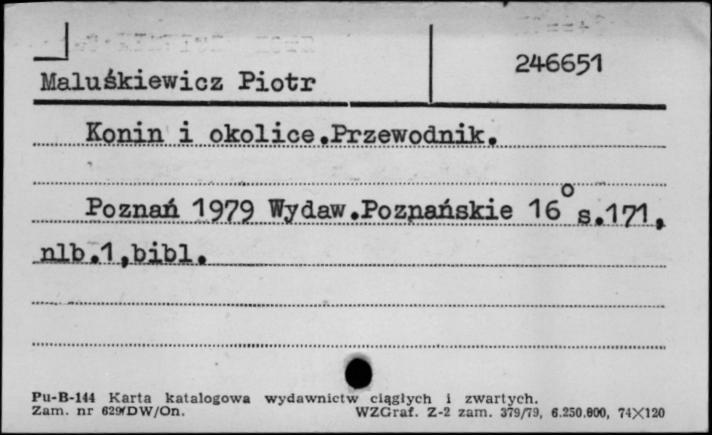 246651
Maluśkiewicz Piotr
Konin i okolice.Przewodnik.
Poznań 1979 Wydaw.Poznańskie 16° s.171,
nlb.1,bibl.
Pu-B-144 Karta katalogowa wydawnictw ciągłych i zwartych.
Zam. nr 629/DW/On. WZGraf. Z-2 zam. 379/79, 6.250.000, 74×120